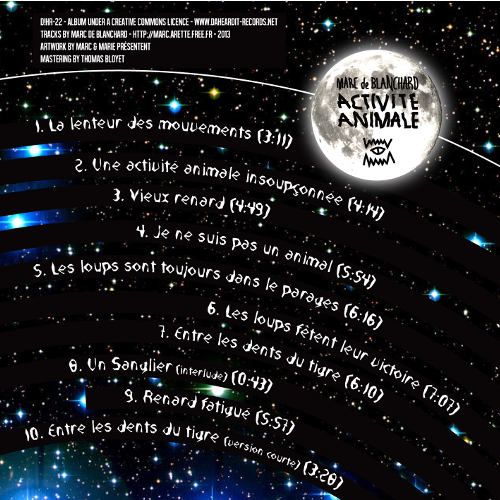 DHR-22 - ALBUM UNDER A CREATIVE COMMONS LICENCE - WWW.DAHEARDIT-RECORDS.NET
TRACKS BY MARC DE BLANCHARD - HTTP://MARC.ARETTE.FREE.FR - 2013
ARTWORK BY MARC & MARIE PRÉSENTENT
MASTERING BY THOMAS BLOYET
MARC de BLANCHARD
ACTIVITÉ
ANIMALE
1. La lenteur des mouvements (3:11)
2. Une activité animale insoupçonnée (4:14)
3. Vieux renard (4:49)
4. Je ne suis pas un animal (5:54)
5. Les loups sont toujours dans le parages (6:16)
6. Les loups fêtent leur victoire (7:07)
7. Entre les dents du tigre (6:10)
8. Un Sanglier (interlude) (0:43)
9. Renard fatigué (5:57)
10. Entre les dents du tigre (version courte) (3:28)